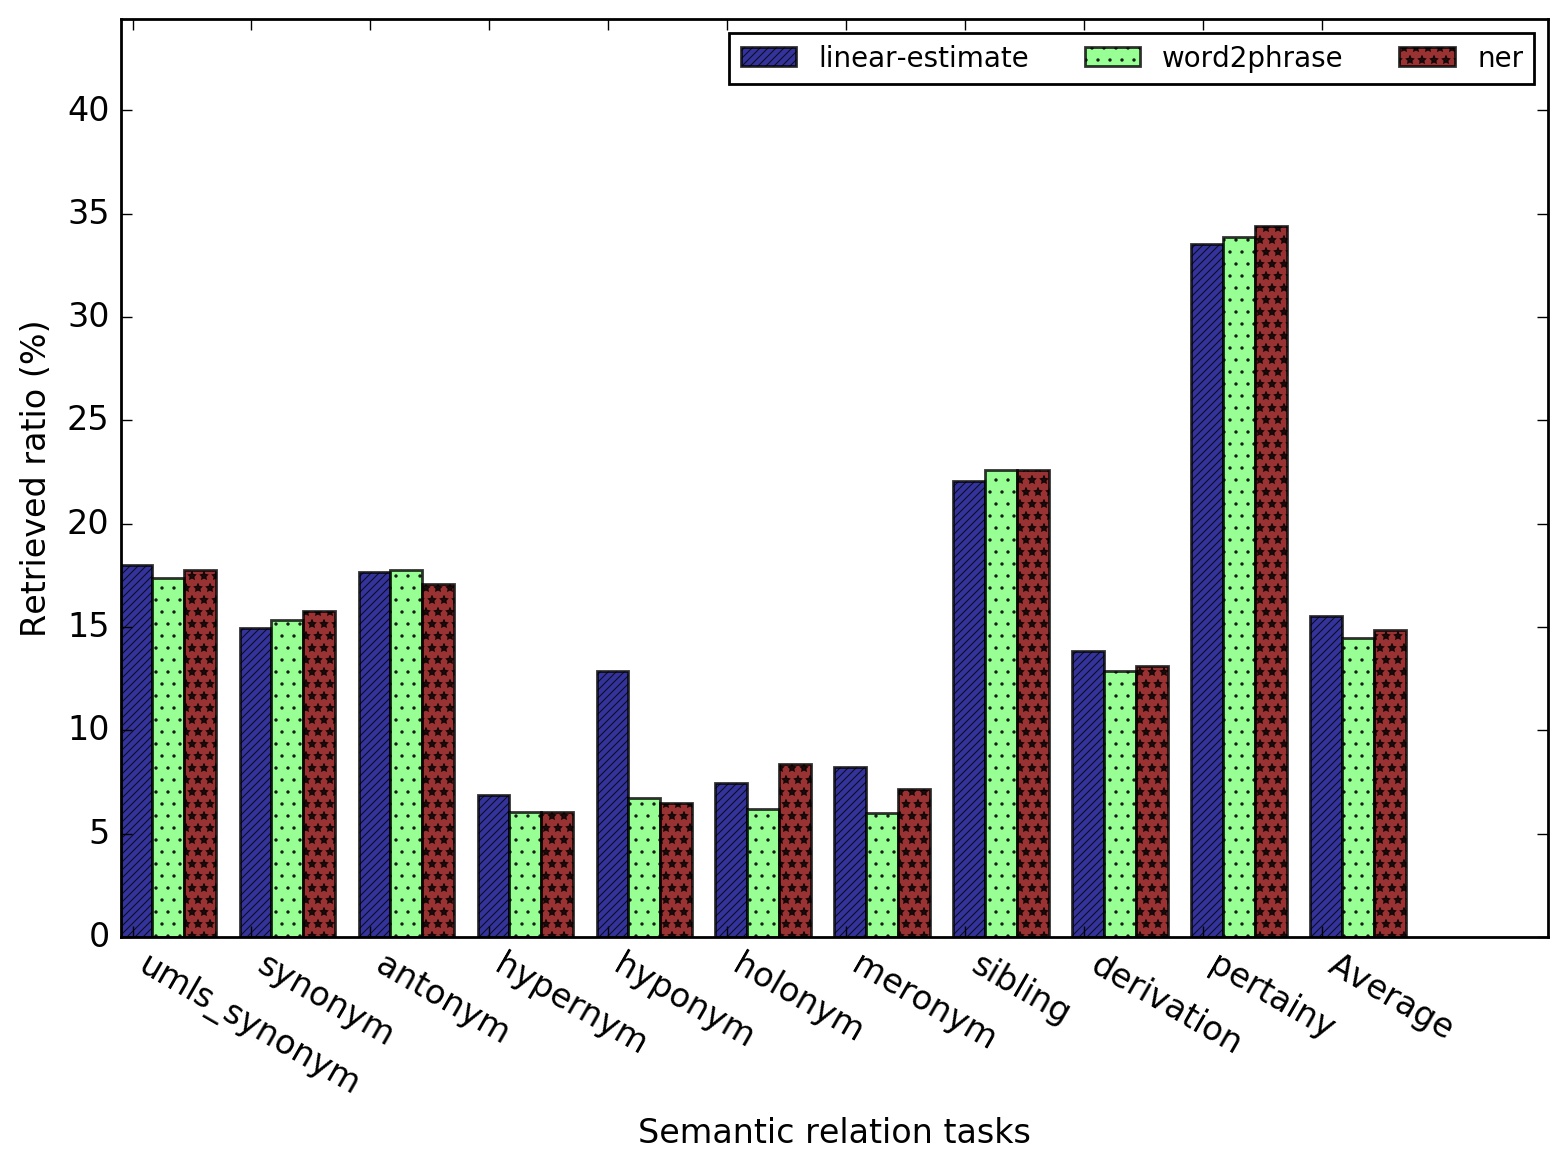 linear-estimate word2phrase ner
Retrieved ratio (%)
40
35
30
25
20
15
10
5
0
umls_synonym
synonym
antonym
hypernym
hyponym
holonym
meronym
sibling
derivation
pertainy
Average
Semantic relation tasks